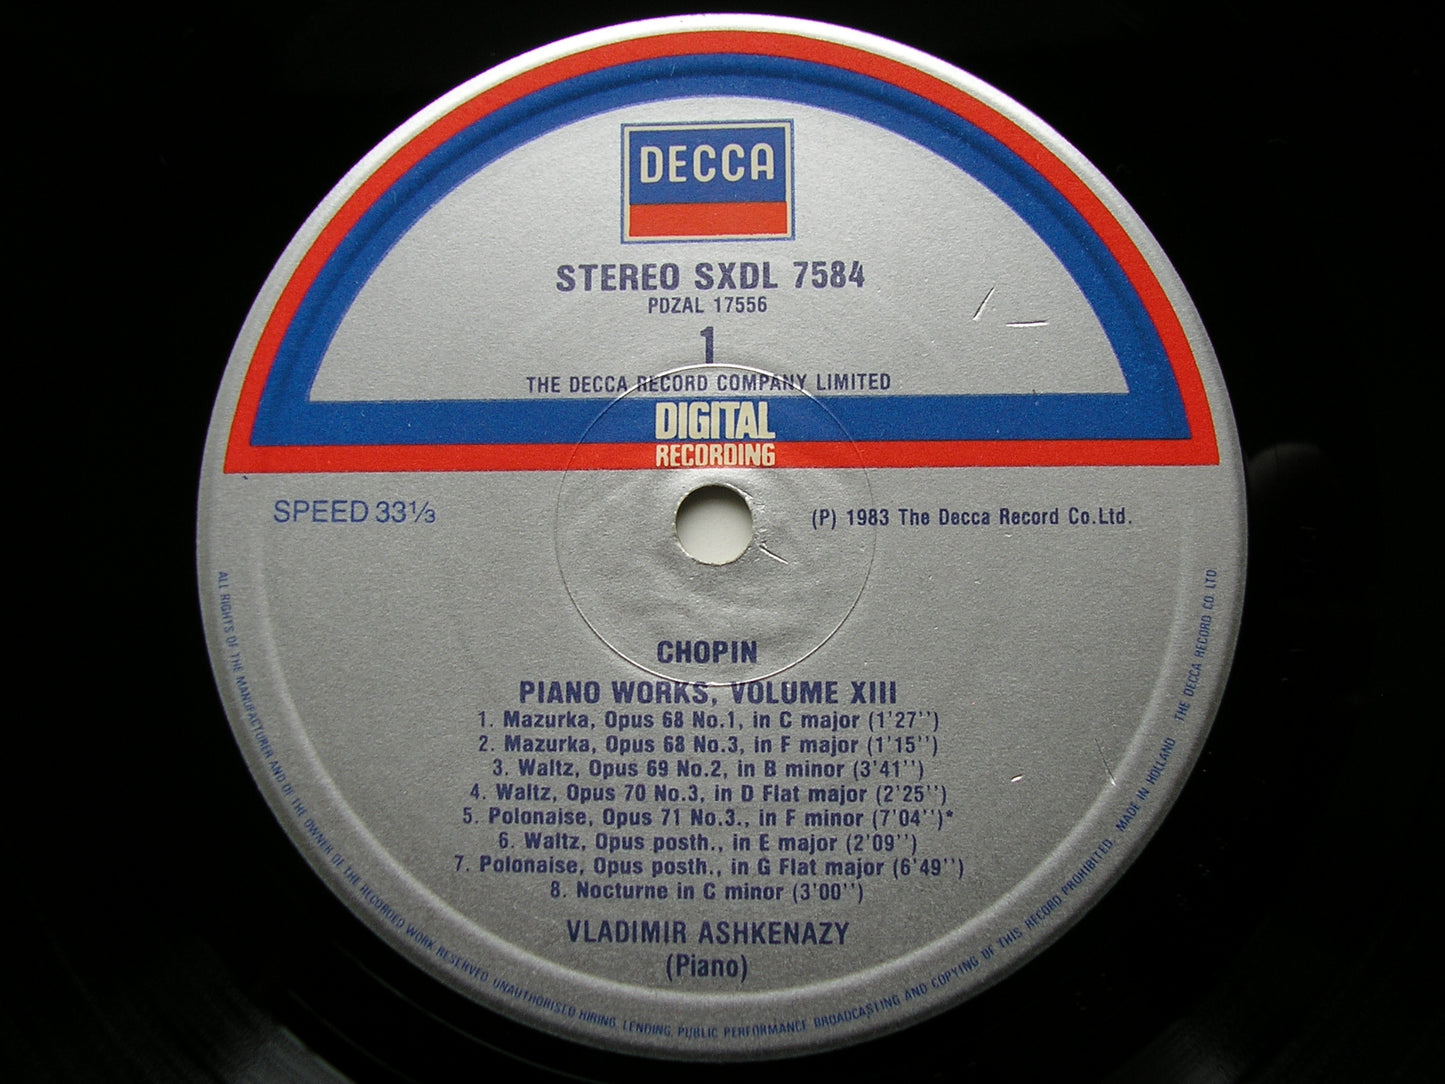 DECCA
STEREO SXDL 7584
PDZAL 17556
1
THE DECCA RECORD COMPANY LIMITED
DIGITAL
RECORDING
SPEED 33⅓
(P) 1983 The Decca Record Co.Ltd.
CHOPIN
PIANO WORKS, VOLUME XIII
1. Mazurka, Opus 68 No.1, in C major (1'27'')
2. Mazurka, Opus 68 No.3, in F major (1'15'')
3. Waltz, Opus 69 No.2, in B minor (3'41'')
4. Waltz, Opus 70 No.3, in D Flat major (2'25'')
5. Polonaise, Opus 71 No.3., in F minor (7'04'')*
6. Waltz, Opus posth., in E major (2'09'')
7. Polonaise, Opus posth., in G Flat major (6'49'')
8. Nocturne in C minor (3'00'')
VLADIMIR ASHKENAZY
(Piano)
ALL RIGHTS OF THE MANUFACTURER AND OF THE OWNER OF THE RECORDED WORK RESERVED UNAUTHORISED HIRING, LENDING, PUBLIC PERFORMANCE BROADCASTING AND COPYING OF THIS RECORD PROHIBITED. MADE IN HOLLAND THE DECCA RECORD CO. LTD.